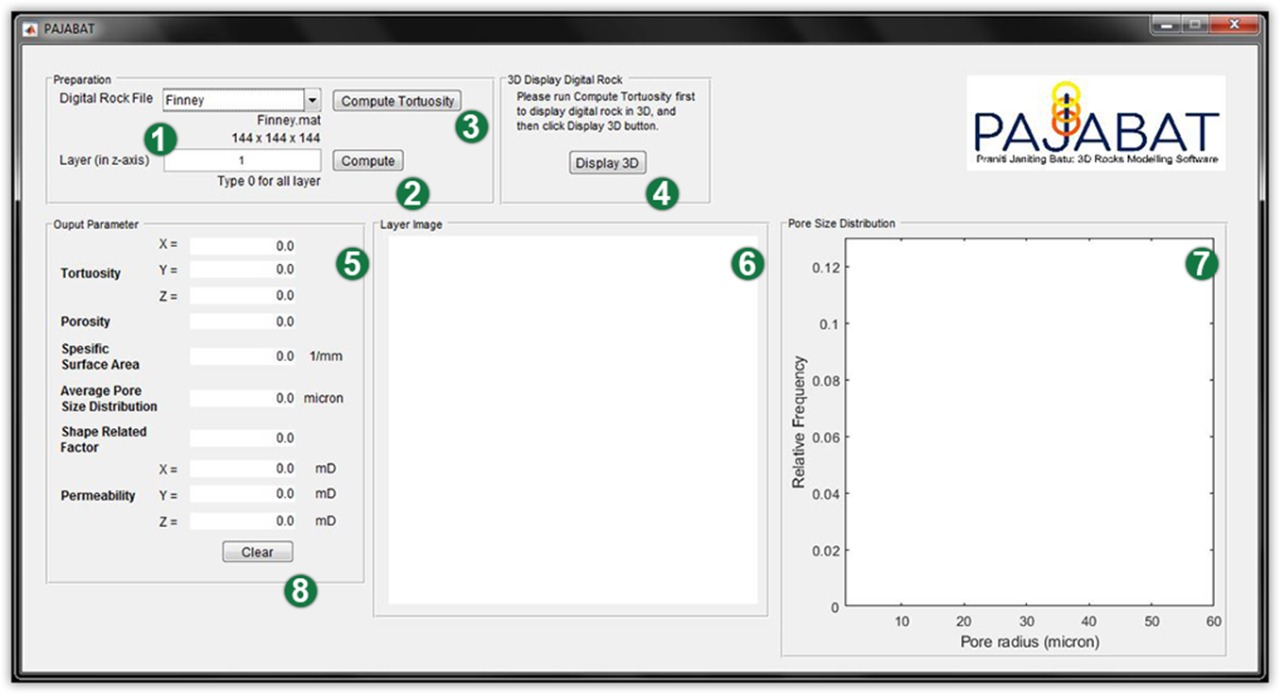 PAJABAT
Preparation
Digital Rock File
Finney
Compute Tortuosity
Finney.mat
144 x 144 x 144
1
3
Layer (in z-axis)
1
Compute
Type 0 for all layer
2
3D Display Digital Rock
Please run Compute Tortuosity first
to display digital rock in 3D, and
then click Display 3D button.
Display 3D
4
PAJABAT
Praniti Janiting Batu: 3D Rocks Modelling Software
Ouput Parameter
X = 0.0
5
Tortuosity
Y = 0.0
Z = 0.0
Porosity
0.0
Spesific
Surface Area
0.0 1/mm
Average Pore
Size Distribution
0.0 micron
Shape Related
Factor
0.0
X = 0.0 mD
Permeability
Y = 0.0 mD
Z = 0.0 mD
Clear
8
Layer Image
6
Pore Size Distribution
7
0.12
0.1
0.08
0.06
0.04
0.02
0
Relative Frequency
10 20 30 40 50 60
Pore radius (micron)